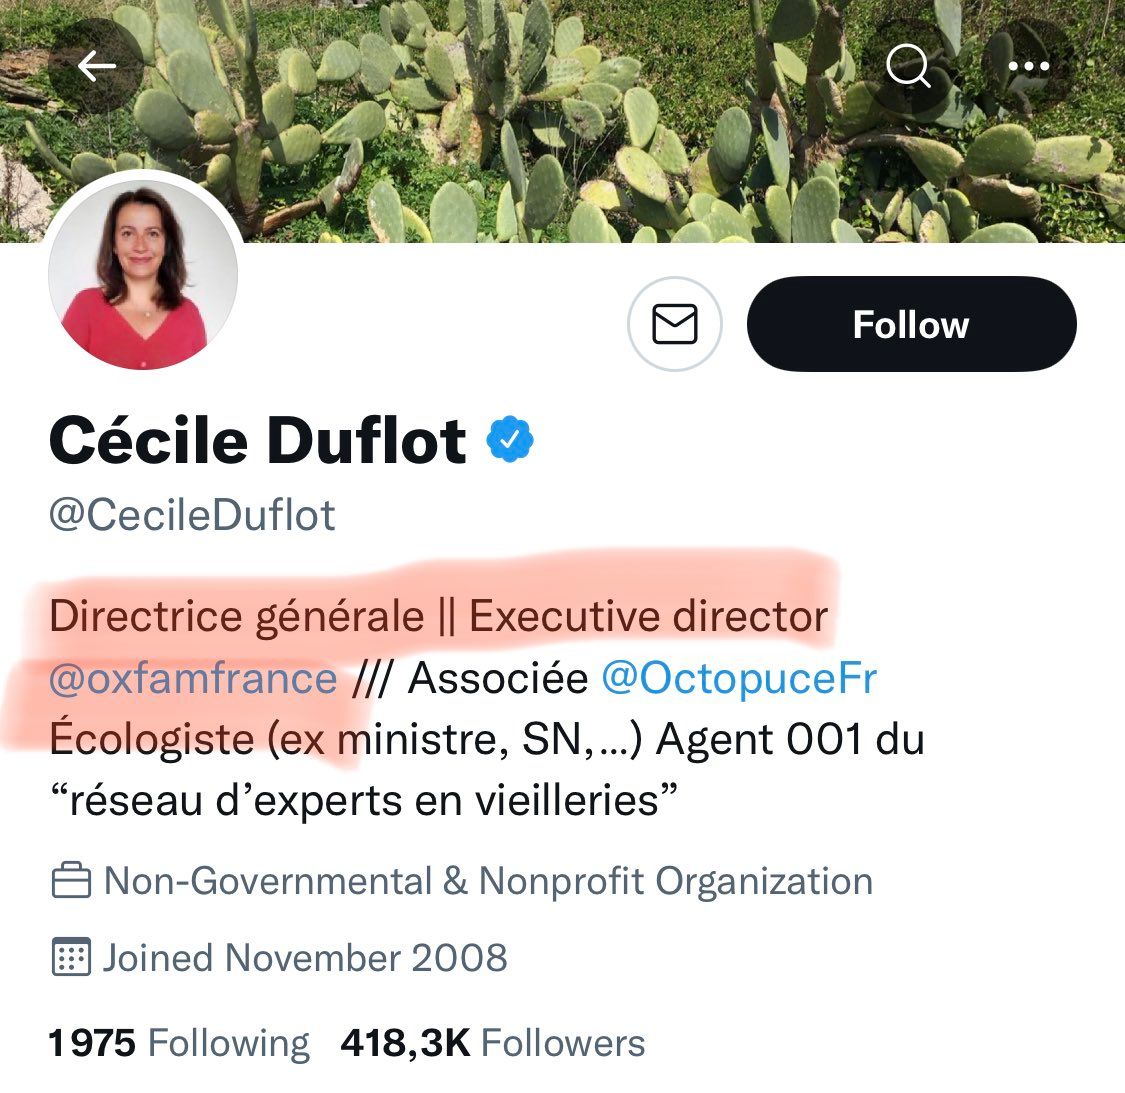 Follow
Cécile Duflot
@CecileDuflot
Directrice générale || Executive director
@oxfamfrance /// Associée @OctopuceFr
Écologiste (ex ministre, SN,...) Agent 001 du
“réseau d’experts en vieilleries”
Non-Governmental & Nonprofit Organization
Joined November 2008
1975 Following 418,3K Followers